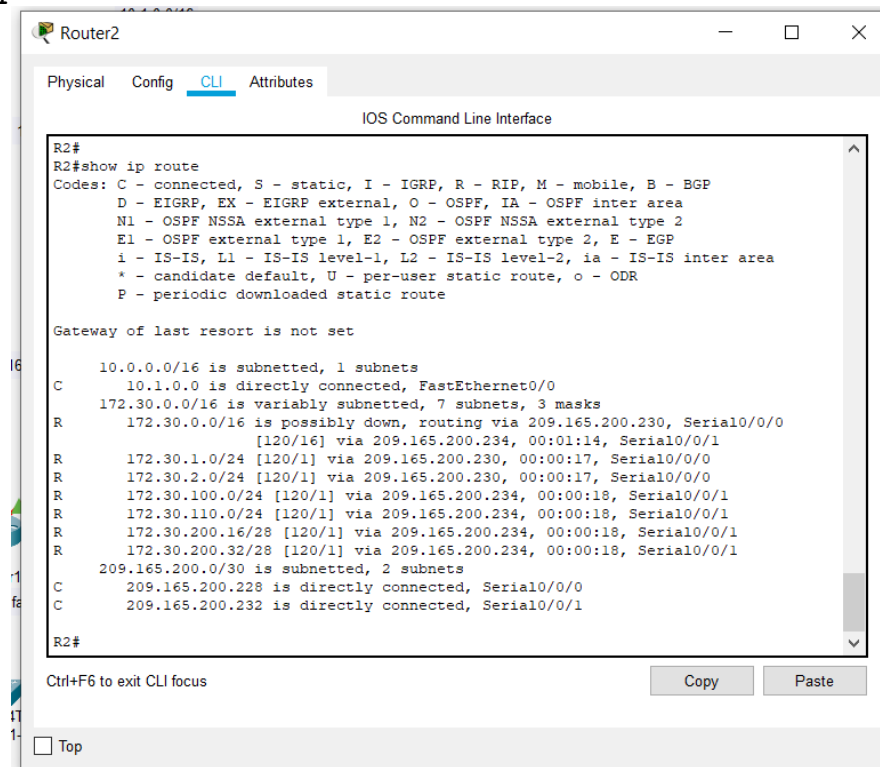 Router2
Physical Config CLI Attributes
IOS Command Line Interface
R2#
R2#show ip route
Codes: C - connected, S - static, I - IGRP, R - RIP, M - mobile, B - BGP
D - EIGRP, EX - EIGRP external, O - OSPF, IA - OSPF inter area
N1 - OSPF NSSA external type 1, N2 - OSPF NSSA external type 2
E1 - OSPF external type 1, E2 - OSPF external type 2, E - EGP
i - IS-IS, L1 - IS-IS level-1, L2 - IS-IS level-2, ia - IS-IS inter area
* - candidate default, U - per-user static route, o - ODR
P - periodic downloaded static route
Gateway of last resort is not set
10.0.0.0/16 is subnetted, 1 subnets
C 10.1.0.0 is directly connected, FastEthernet0/0
172.30.0.0/16 is variably subnetted, 7 subnets, 3 masks
R 172.30.0.0/16 is possibly down, routing via 209.165.200.230, Serial0/0/0
[120/16] via 209.165.200.234, 00:01:14, Serial0/0/1
R 172.30.1.0/24 [120/1] via 209.165.200.230, 00:00:17, Serial0/0/0
R 172.30.2.0/24 [120/1] via 209.165.200.230, 00:00:17, Serial0/0/0
R 172.30.100.0/24 [120/1] via 209.165.200.234, 00:00:18, Serial0/0/1
R 172.30.110.0/24 [120/1] via 209.165.200.234, 00:00:18, Serial0/0/1
R 172.30.200.16/28 [120/1] via 209.165.200.234, 00:00:18, Serial0/0/1
R 172.30.200.32/28 [120/1] via 209.165.200.234, 00:00:18, Serial0/0/1
209.165.200.0/30 is subnetted, 2 subnets
C 209.165.200.228 is directly connected, Serial0/0/0
C 209.165.200.232 is directly connected, Serial0/0/1
R2#
Ctrl+F6 to exit CLI focus
Copy Paste
Top